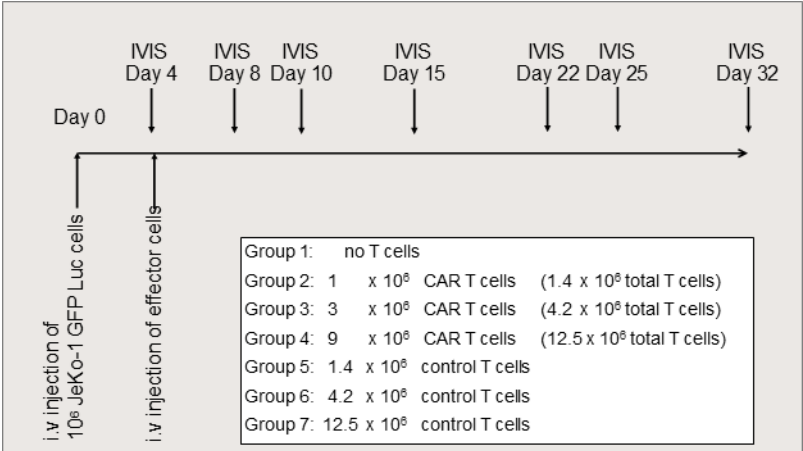 IVIS IVIS IVIS IVIS IVIS IVIS IVIS
Day 4 Day 8 Day 10 Day 15 Day 22 Day 25 Day 32
Day 0
i.v injection of
10⁶ JeKo-1 GFP Luc cells
i.v injection of effector cells
Group 1: no T cells
Group 2: 1 x 10⁶ CAR T cells (1.4 x 10⁶ total T cells)
Group 3: 3 x 10⁶ CAR T cells (4.2 x 10⁶ total T cells)
Group 4: 9 x 10⁶ CAR T cells (12.5 x 10⁶ total T cells)
Group 5: 1.4 x 10⁶ control T cells
Group 6: 4.2 x 10⁶ control T cells
Group 7: 12.5 x 10⁶ control T cells